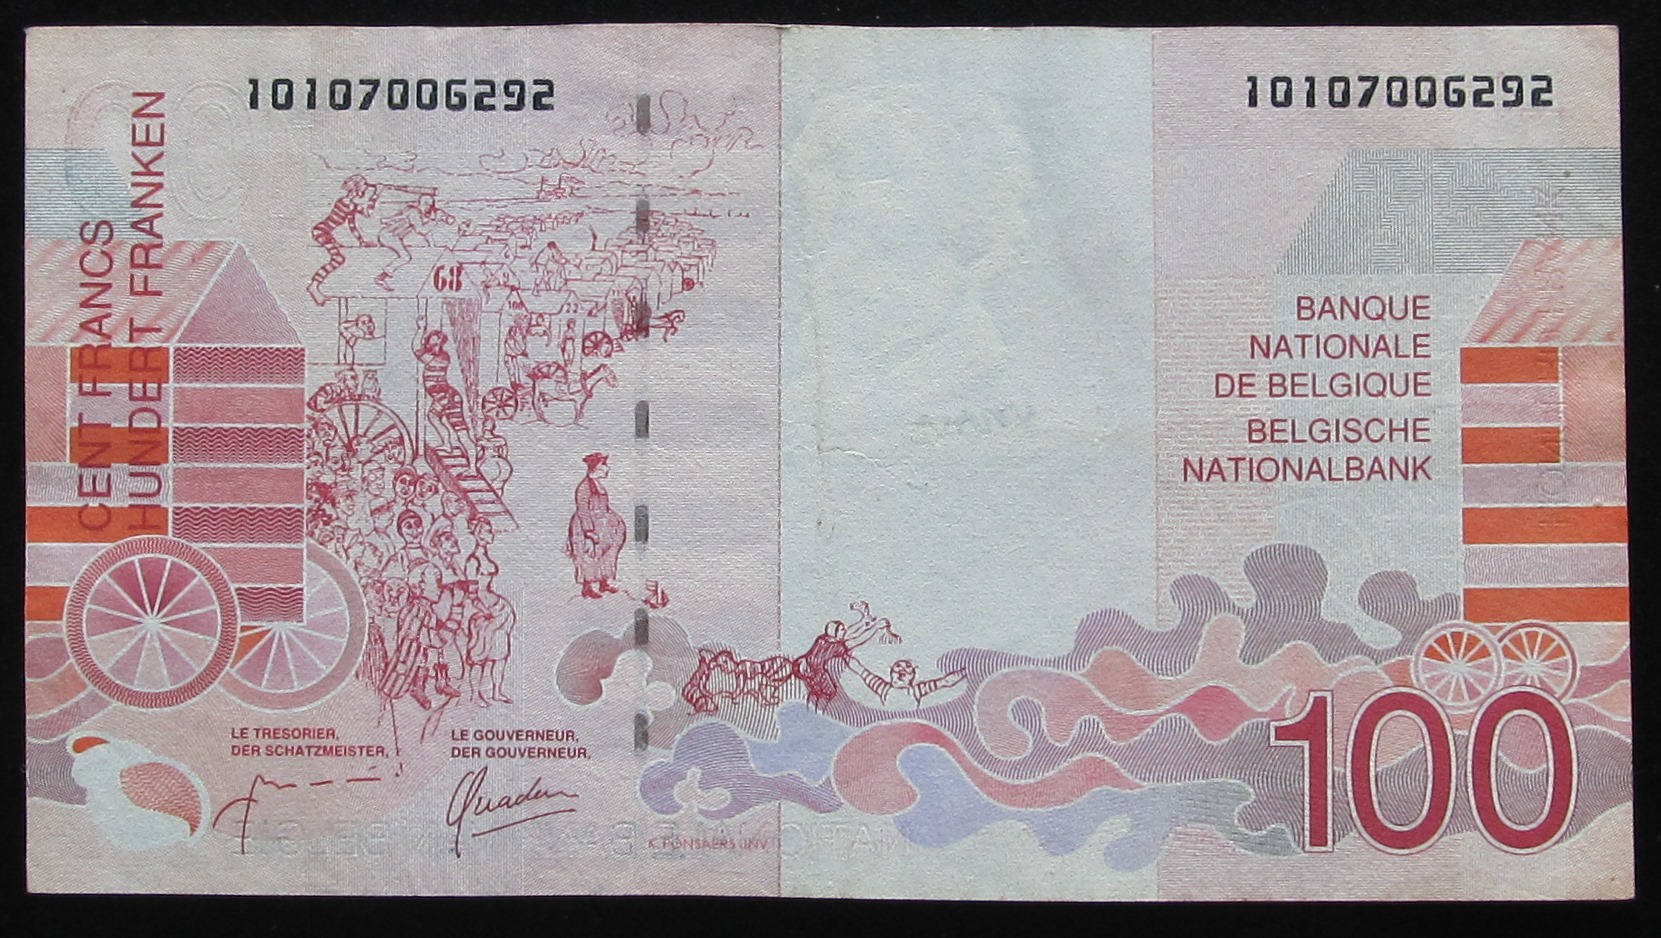 10107006292
10107006292
CENT FRANCS
HUNDERT FRANKEN
68
BANQUE
NATIONALE
DE BELGIQUE
BELGISCHE
NATIONALBANK
LE TRESORIER,
DER SCHATZMEISTER,
LE GOUVERNEUR,
DER GOUVERNEUR,
Quaden
K. PONSAERS INV.
100